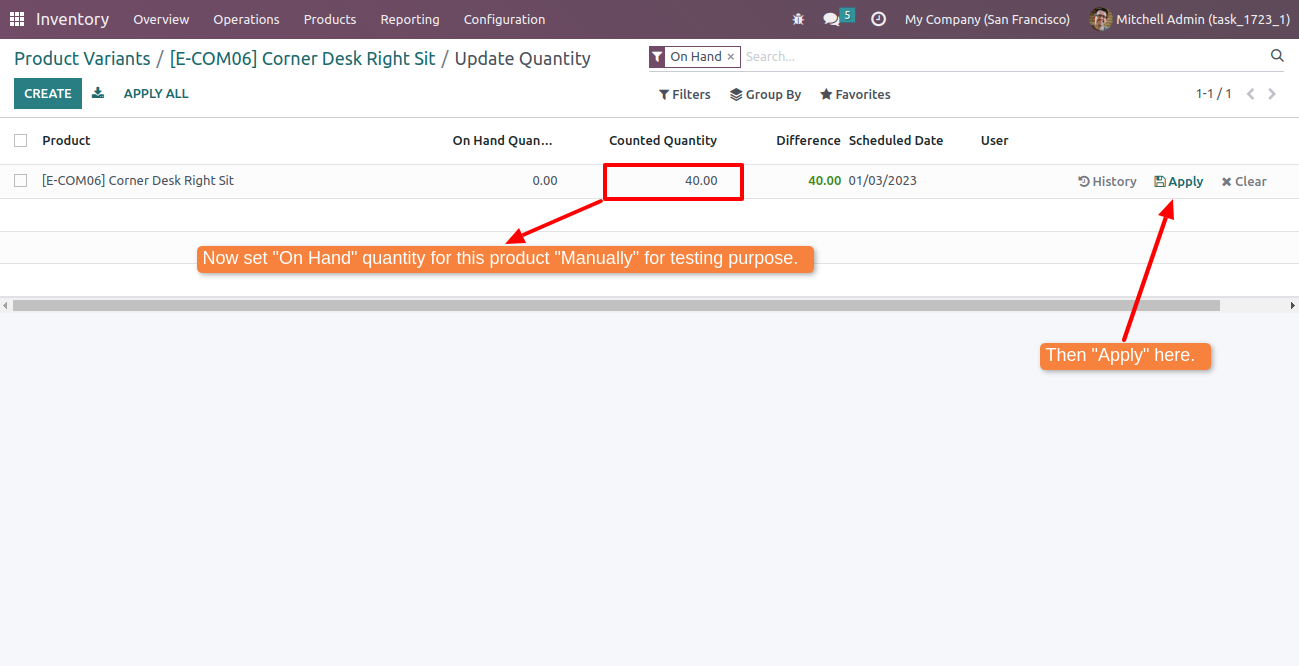 Inventory Overview Operations Products Reporting Configuration 5 My Company (San Francisco) Mitchell Admin (task_1723_1)
Product Variants / [E-COM06] Corner Desk Right Sit / Update Quantity On Hand × Search...
CREATE APPLY ALL Filters Group By Favorites 1-1 / 1
Product On Hand Quan... Counted Quantity Difference Scheduled Date User
[E-COM06] Corner Desk Right Sit 0.00 40.00 40.00 01/03/2023 History Apply Clear
Now set "On Hand" quantity for this product "Manually" for testing purpose.
Then "Apply" here.